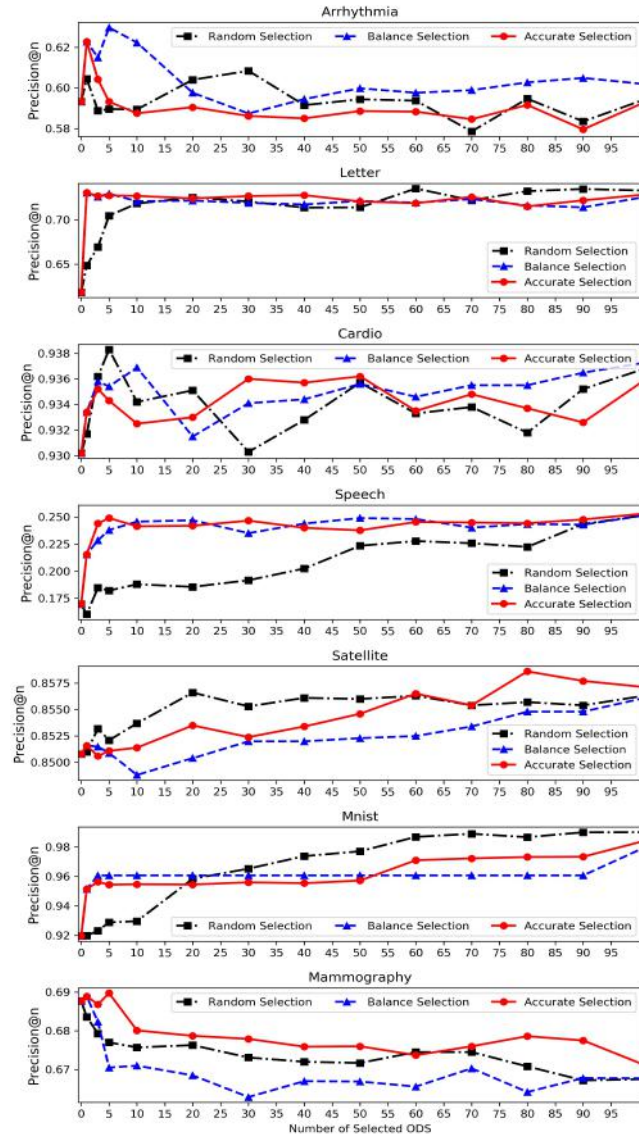 Arrhythmia
Random Selection Balance Selection Accurate Selection
Precision@n
0.62
0.60
0.58
0 5 10 15 20 25 30 35 40 45 50 55 60 65 70 75 80 85 90 95
Letter
Precision@n
0.70
0.65
Random Selection
Balance Selection
Accurate Selection
0 5 10 15 20 25 30 35 40 45 50 55 60 65 70 75 80 85 90 95
Cardio
Random Selection Balance Selection Accurate Selection
Precision@n
0.938
0.936
0.934
0.932
0.930
0 5 10 15 20 25 30 35 40 45 50 55 60 65 70 75 80 85 90 95
Speech
Precision@n
0.250
0.225
0.200
0.175
Random Selection
Balance Selection
Accurate Selection
0 5 10 15 20 25 30 35 40 45 50 55 60 65 70 75 80 85 90 95
Satellite
Precision@n
0.8575
0.8550
0.8525
0.8500
Random Selection
Balance Selection
Accurate Selection
0 5 10 15 20 25 30 35 40 45 50 55 60 65 70 75 80 85 90 95
Mnist
Precision@n
0.98
0.96
0.92
Random Selection Balance Selection Accurate Selection
0 5 10 15 20 25 30 35 40 45 50 55 60 65 70 75 80 85 90 95
Mammography
Random Selection Balance Selection Accurate Selection
Precision@n
0.69
0.68
0.67
0 5 10 15 20 25 30 35 40 45 50 55 60 65 70 75 80 85 90 95
Number of Selected ODS